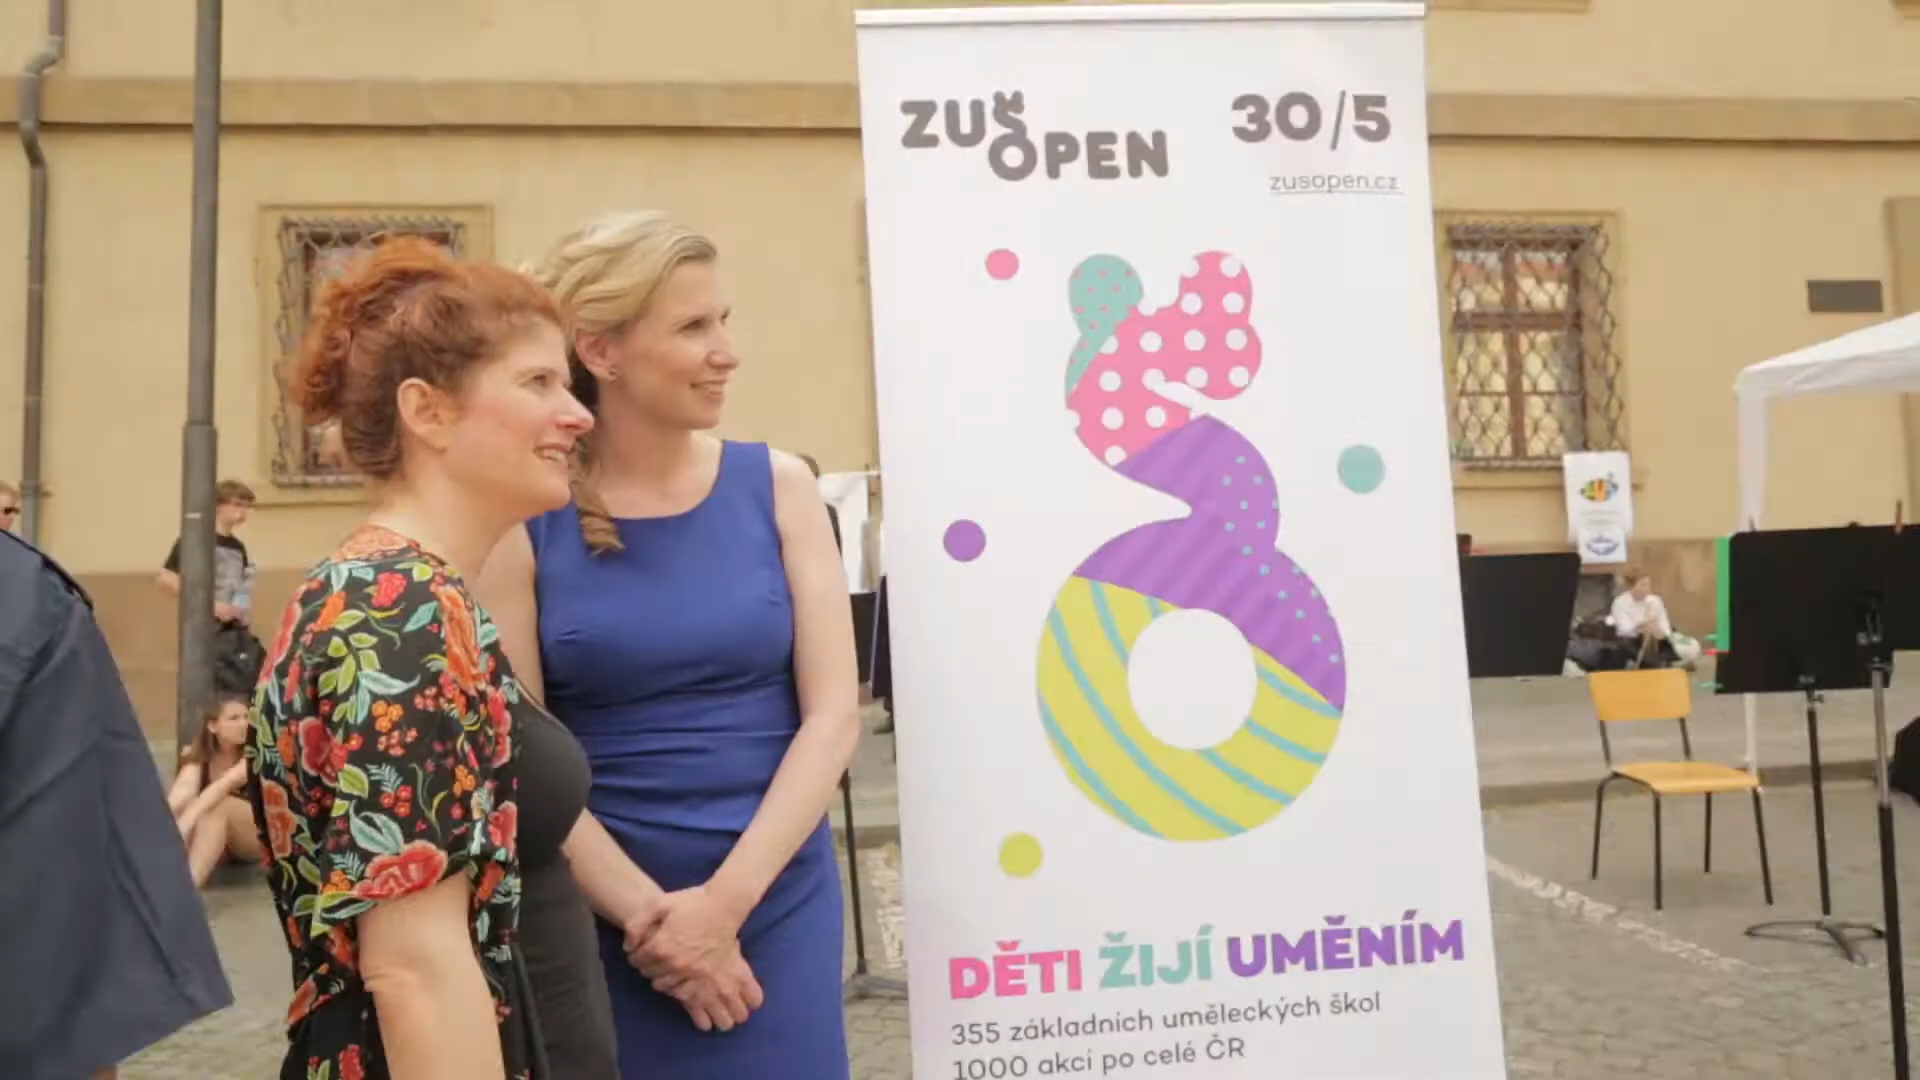 ZUŠ
OPEN
30/5
zusopen.cz
DĚTI ŽIJÍ UMĚNÍM
355 základních uměleckých škol
1000 akcí po celé ČR